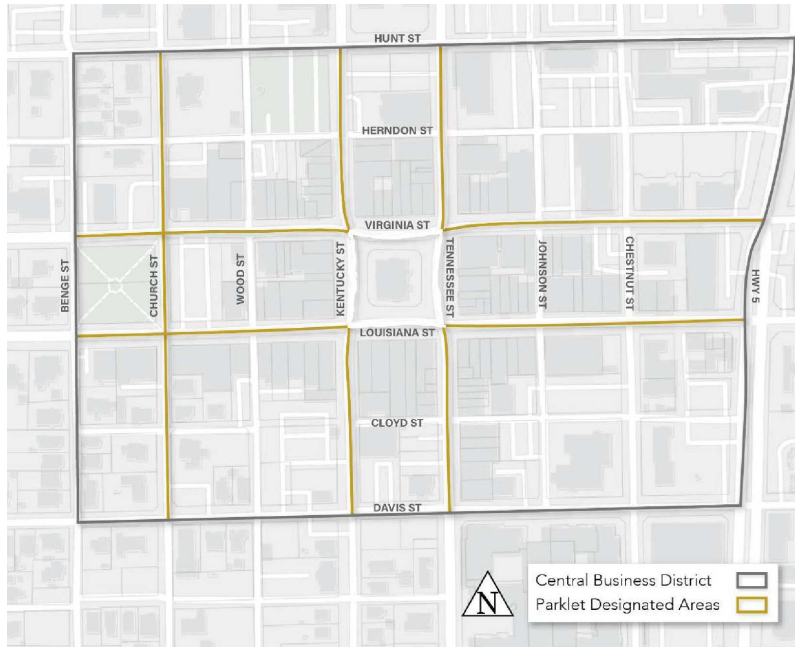 HUNT ST
HERNDON ST
VIRGINIA ST
BENGE ST
CHURCH ST
WOOD ST
KENTUCKY ST
TENNESSEE ST
JOHNSON ST
CHESTNUT ST
HWY 5
LOUISIANA ST
CLOYD ST
DAVIS ST
N
Central Business District
Parklet Designated Areas